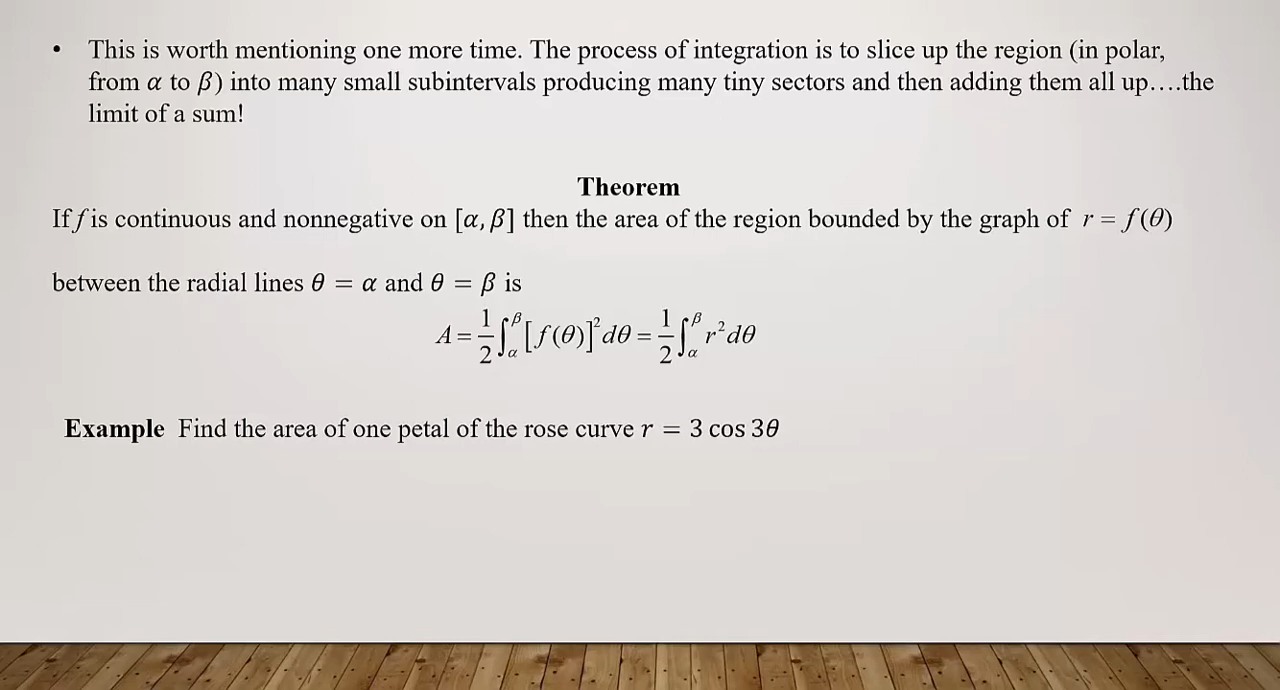 • This is worth mentioning one more time. The process of integration is to slice up the region (in polar,
from α to β) into many small subintervals producing many tiny sectors and then adding them all up….the
limit of a sum!
Theorem
If f is continuous and nonnegative on [α, β] then the area of the region bounded by the graph of r = f(θ)
between the radial lines θ = α and θ = β is
A = 1/2 ∫_α^β [f(θ)]² dθ = 1/2 ∫_α^β r² dθ
Example Find the area of one petal of the rose curve r = 3 cos 3θ